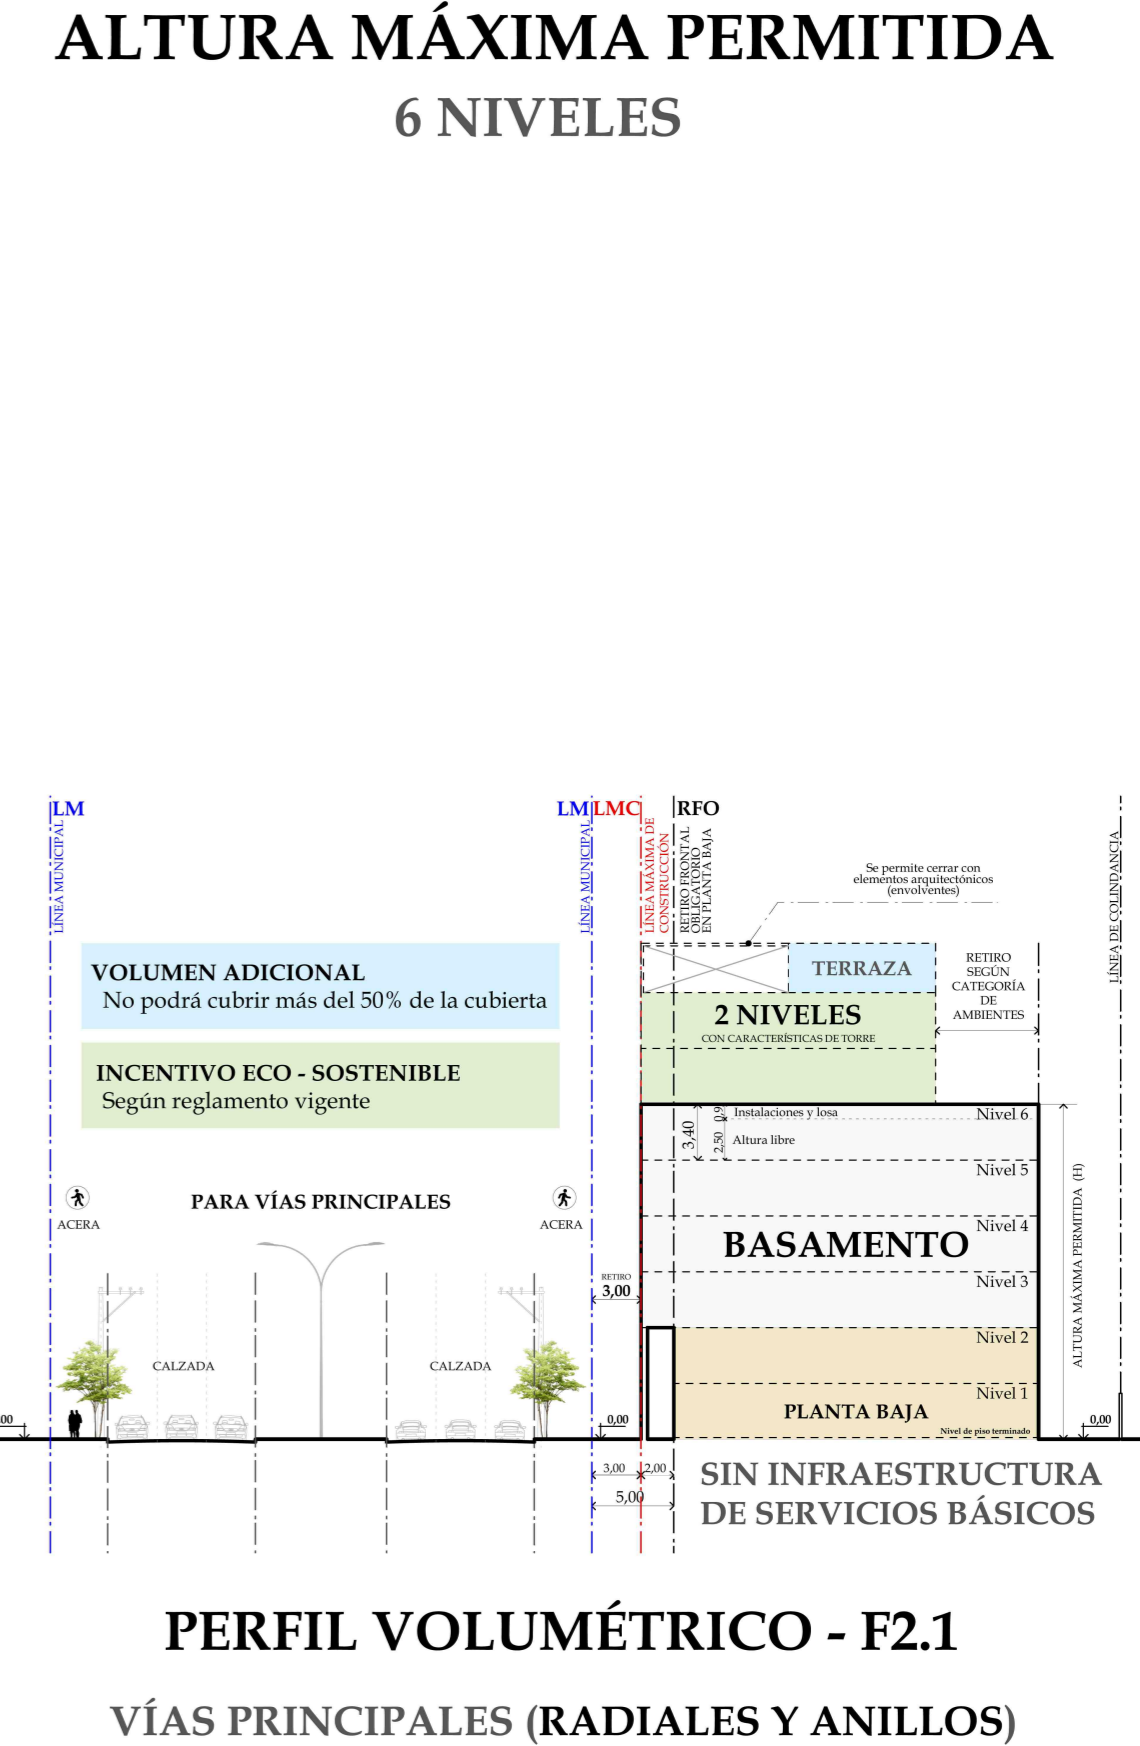 ALTURA MÁXIMA PERMITIDA
6 NIVELES
LM
LÍNEA MUNICIPAL
LM
LÍNEA MUNICIPAL
LMC
LÍNEA MÁXIMA DE
CONSTRUCCIÓN
RFO
RETIRO FRONTAL
OBLIGATORIO
EN PLANTA BAJA
LÍNEA DE COLINDANCIA
Se permite cerrar con
elementos arquitectónicos
(envolventes)
VOLUMEN ADICIONAL
No podrá cubrir más del 50% de la cubierta
TERRAZA
RETIRO
SEGÚN
CATEGORÍA
DE
AMBIENTES
2 NIVELES
CON CARACTERÍSTICAS DE TORRE
INCENTIVO ECO - SOSTENIBLE
Según reglamento vigente
3,40
0,9
2,50
Instalaciones y losa
Altura libre
Nivel 6
Nivel 5
Nivel 4
BASAMENTO
Nivel 3
Nivel 2
Nivel 1
PLANTA BAJA
Nivel de piso terminado
ALTURA MÁXIMA PERMITIDA (H)
PARA VÍAS PRINCIPALES
ACERA
ACERA
RETIRO
3,00
CALZADA
CALZADA
,00
0,00
0,00
3,00
2,00
5,00
SIN INFRAESTRUCTURA
DE SERVICIOS BÁSICOS
PERFIL VOLUMÉTRICO - F2.1
VÍAS PRINCIPALES (RADIALES Y ANILLOS)